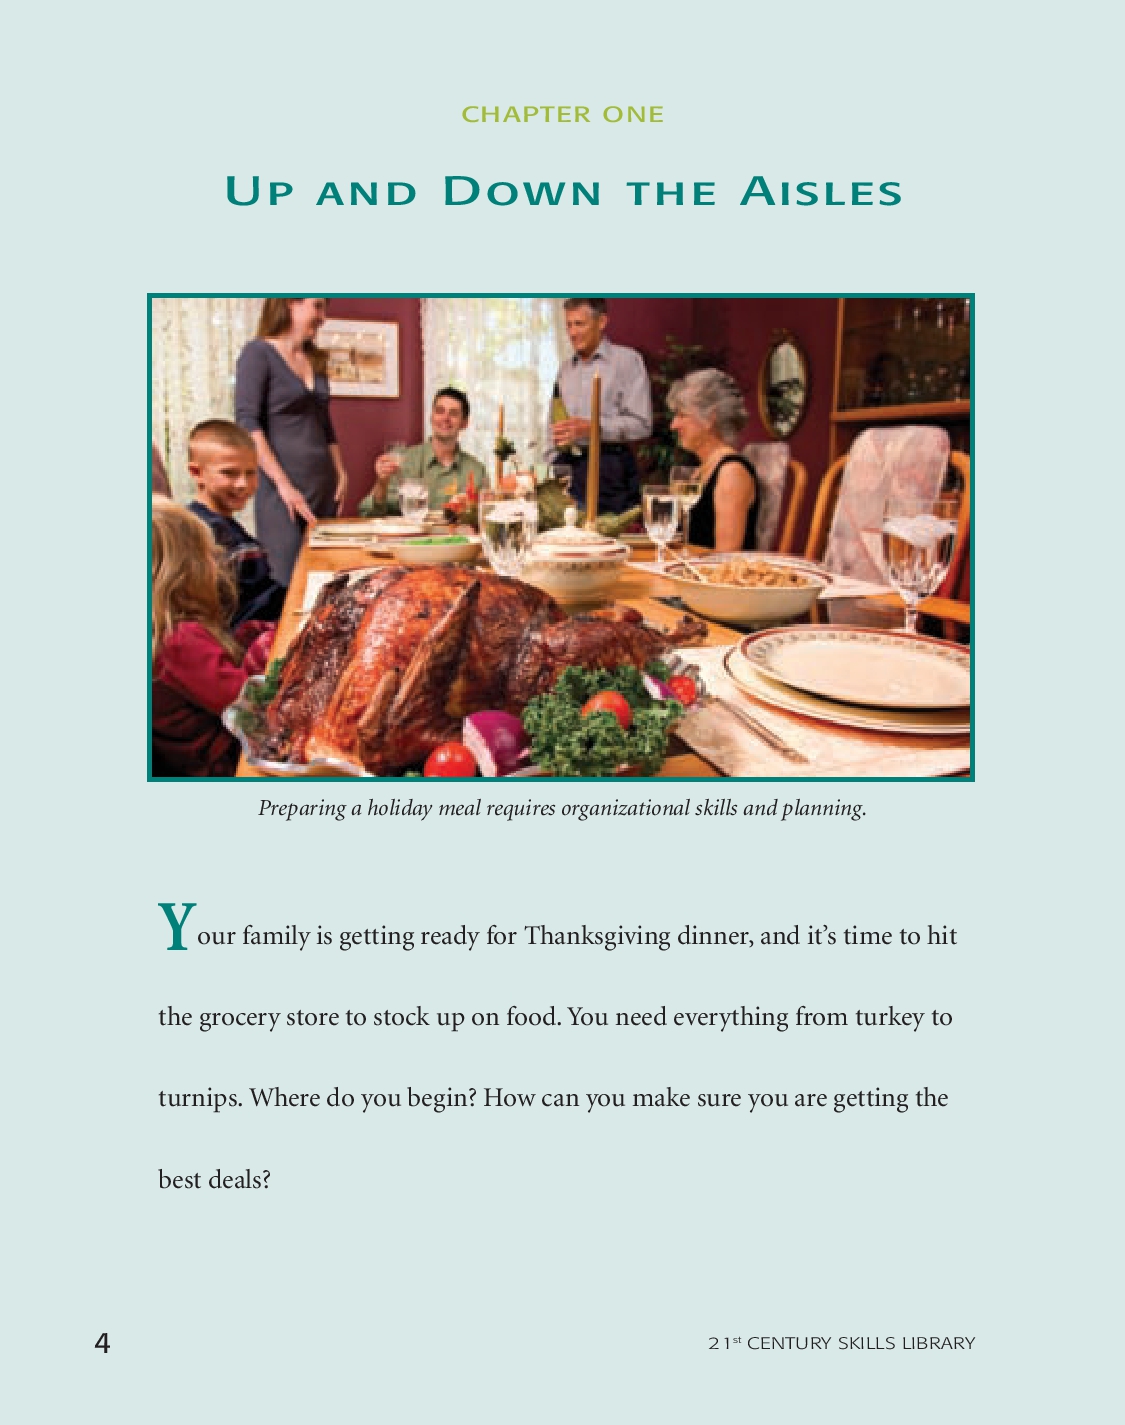 CHAPTER ONE
UP AND DOWN THE AISLES
Preparing a holiday meal requires organizational skills and planning.
Your family is getting ready for Thanksgiving dinner, and it’s time to hit
the grocery store to stock up on food. You need everything from turkey to
turnips. Where do you begin? How can you make sure you are getting the
best deals?
4
21st CENTURY SKILLS LIBRARY